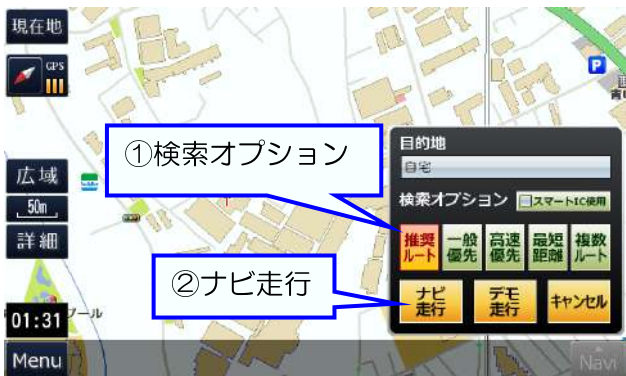 現在地
GPS
P
①検索オプション
目的地
自宅
広域
50m
詳細
検索オプション
スマートIC使用
推奨
ルート
一般
優先
高速
優先
最短
距離
複数
ルート
②ナビ走行
ナビ
走行
デモ
走行
キャンセル
01:31
プール
Menu
Navi